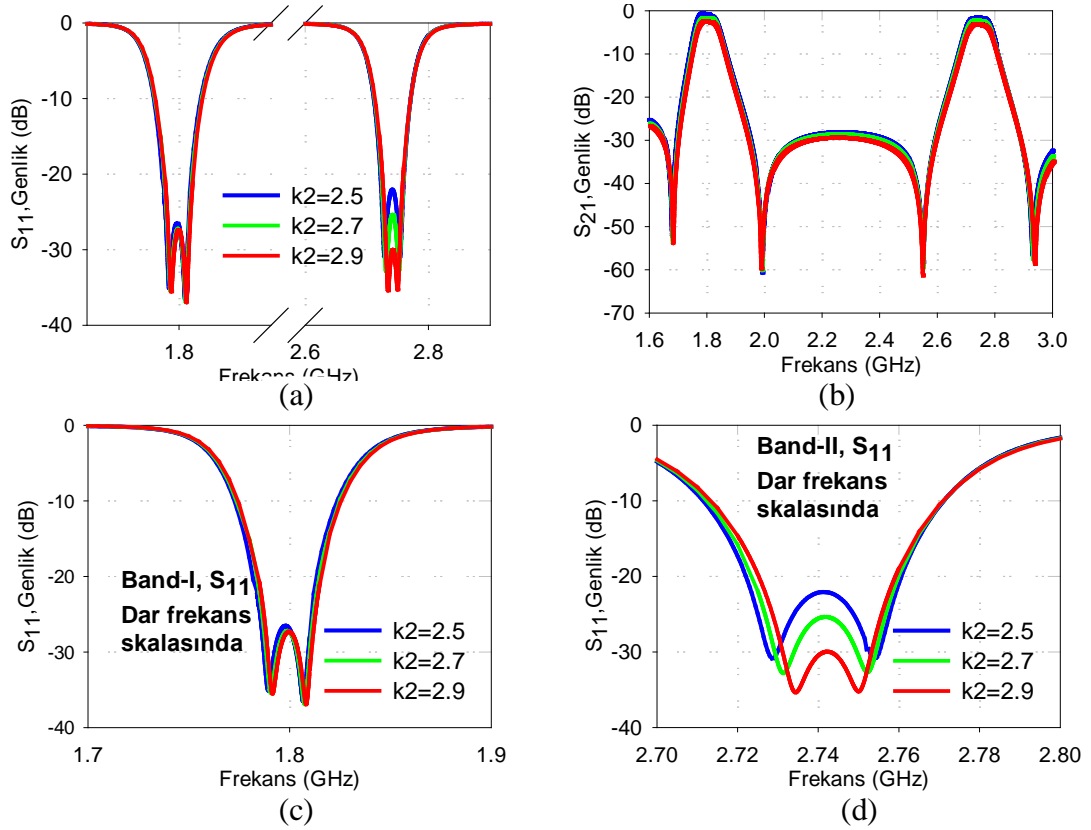 0
-10
-20
-30
-40
S11,Genlik (dB)
k2=2.5
k2=2.7
k2=2.9
1.8 2.6 2.8
Frekans (GHz)
(a)
0
-10
-20
-30
-40
-50
-60
-70
S21,Genlik (dB)
1.6 1.8 2.0 2.2 2.4 2.6 2.8 3.0
Frekans (GHz)
(b)
0
-10
-20
-30
-40
S11,Genlik (dB)
Band-I, S11
Dar frekans
skalasında
k2=2.5
k2=2.7
k2=2.9
1.7 1.8 1.9
Frekans (GHz)
(c)
0
-10
-20
-30
-40
S11,Genlik (dB)
Band-II, S11
Dar frekans
skalasında
k2=2.5
k2=2.7
k2=2.9
2.70 2.72 2.74 2.76 2.78 2.80
Frekans (GHz)
(d)